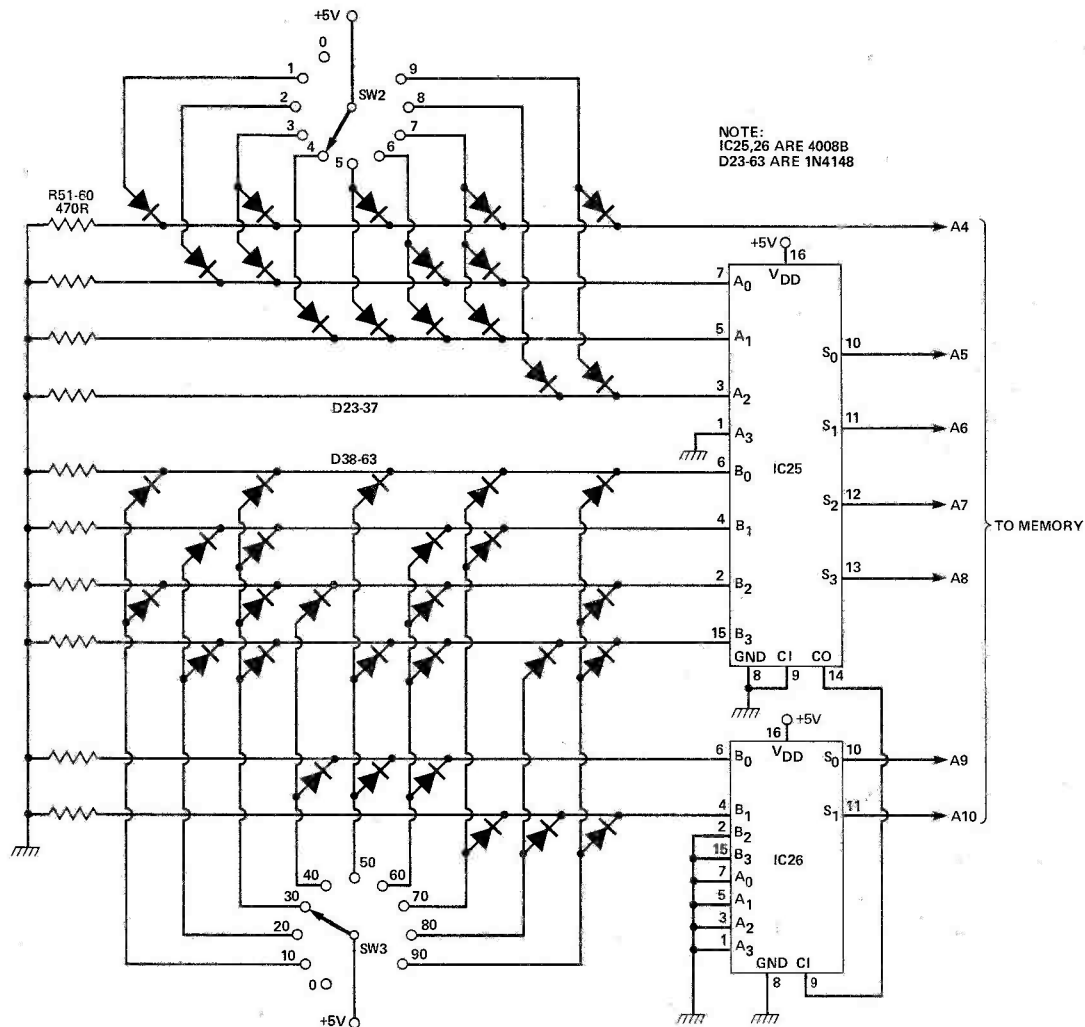 +5V
0
1
9
2
SW2
8
3
7
4
5
6
NOTE:
IC25,26 ARE 4008B
D23-63 ARE 1N4148
R51-60
470R
A4
+5V
16
VDD
7
A0
5
A1
S0
10
A5
3
A2
D23-37
1
A3
S1
11
A6
D38-63
6
B0
IC25
S2
12
A7
TO MEMORY
4
B1
S3
13
A8
2
B2
15
B3
GND
CI
CO
8
9
14
+5V
16
VDD
6
B0
S0
10
A9
4
B1
S1
11
A10
2
B2
15
B3
IC26
7
A0
5
A1
3
A2
1
A3
GND
CI
8
9
50
40
60
30
70
20
80
SW3
10
90
0
+5V